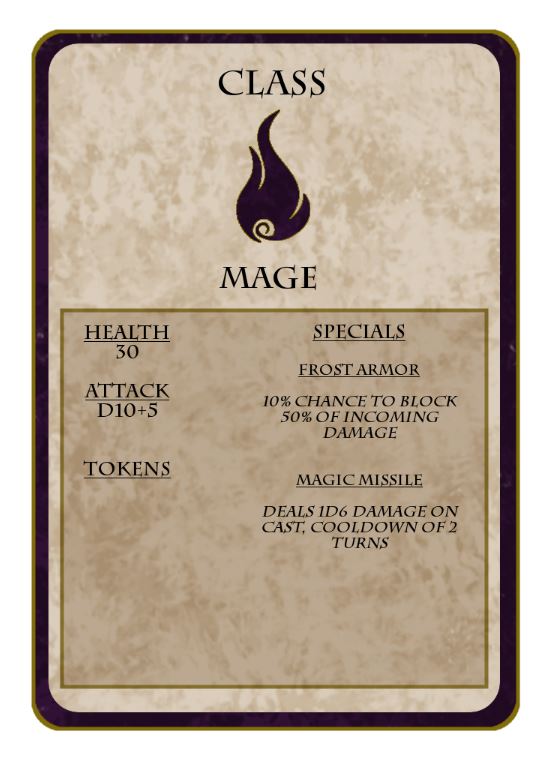 CLASS
MAGE
HEALTH
30
ATTACK
D10+5
TOKENS
SPECIALS
FROST ARMOR
10% CHANCE TO BLOCK
50% OF INCOMING
DAMAGE
MAGIC MISSILE
DEALS 1D6 DAMAGE ON
CAST, COOLDOWN OF 2
TURNS